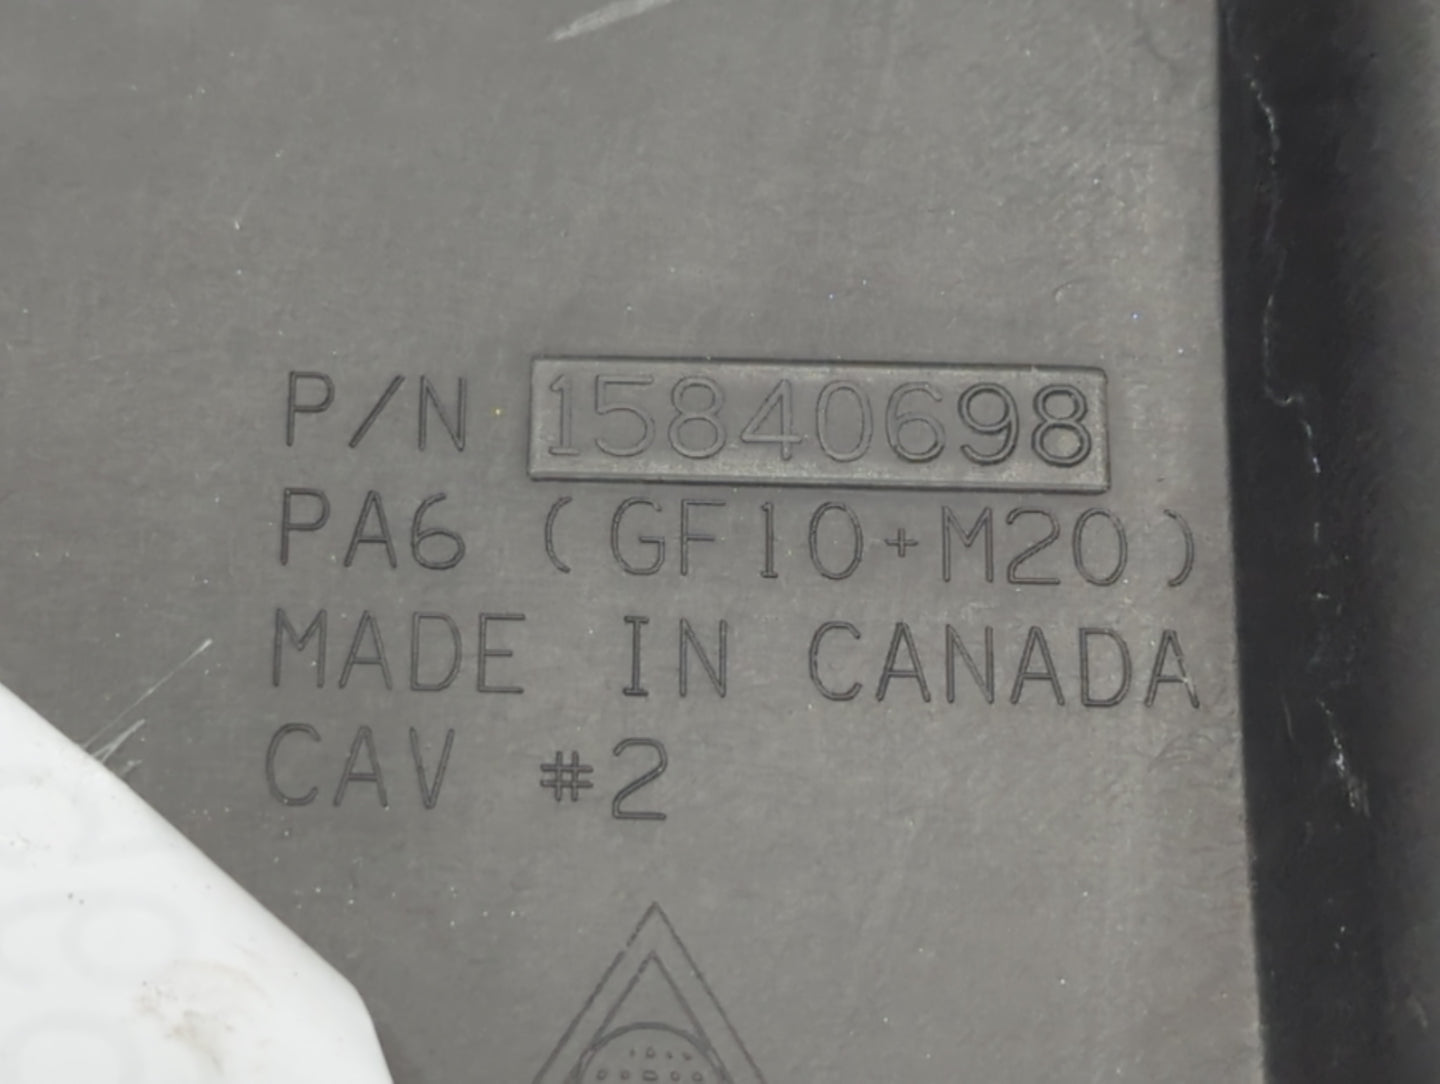 P/N 15840698
PA6 (GF10+M20)
MADE IN CANADA
CAV #2